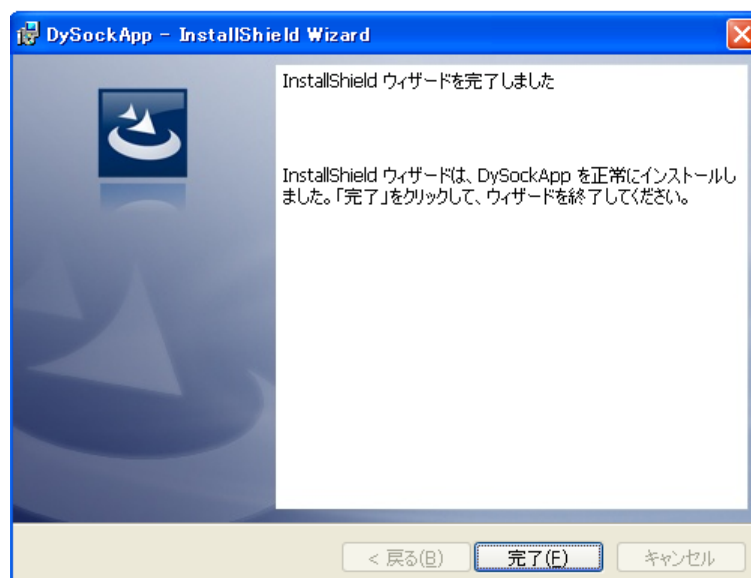 DySockApp - InstallShield Wizard
InstallShield ウィザードを完了しました
InstallShield ウィザードは、DySockApp を正常にインストールし
ました。「完了」をクリックして、ウィザードを終了してください。
< 戻る(B)
完了(F)
キャンセル